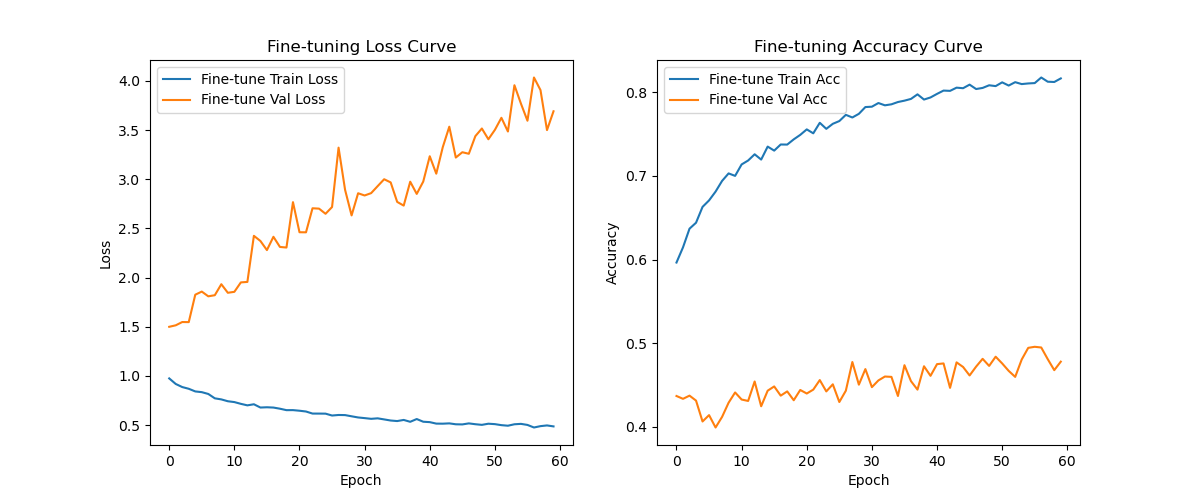 Fine-tuning Loss Curve
Fine-tune Train Loss
Fine-tune Val Loss
4.0
3.5
3.0
2.5
2.0
1.5
1.0
0.5
Loss
0 10 20 30 40 50 60
Epoch
Fine-tuning Accuracy Curve
Fine-tune Train Acc
Fine-tune Val Acc
0.8
0.7
0.6
0.5
0.4
Accuracy
0 10 20 30 40 50 60
Epoch